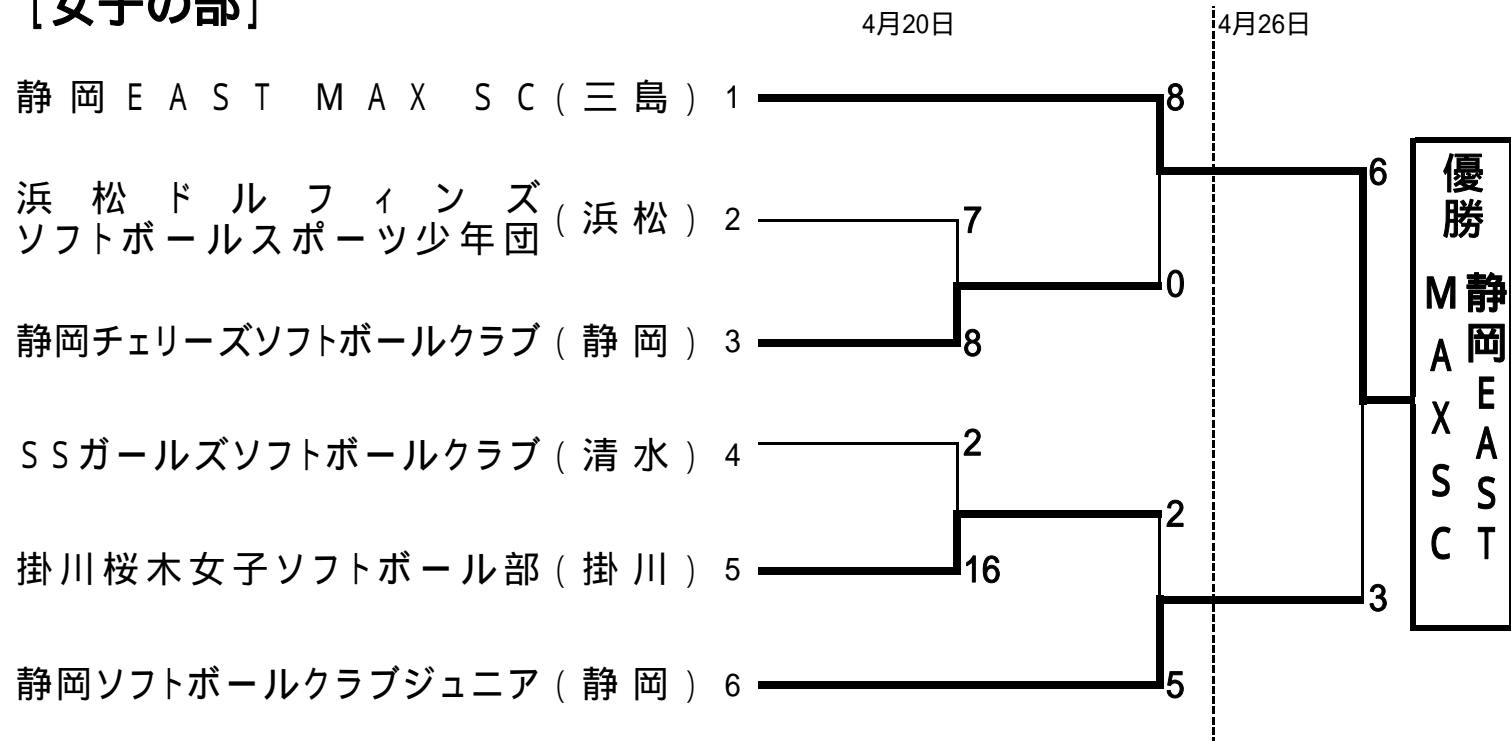 [女子の部]
4月20日
4月26日
静岡EAST MAX SC(三島) 1
8
浜松ドルフィンズ
ソフトボールスポーツ少年団
(浜松) 2
7
0
静岡チェリーズソフトボールクラブ(静岡) 3
8
6
SSガールズソフトボールクラブ(清水) 4
2
2
掛川桜木女子ソフトボール部(掛川) 5
16
3
静岡ソフトボールクラブジュニア(静岡) 6
5
優勝
静岡EAST
MAXSC